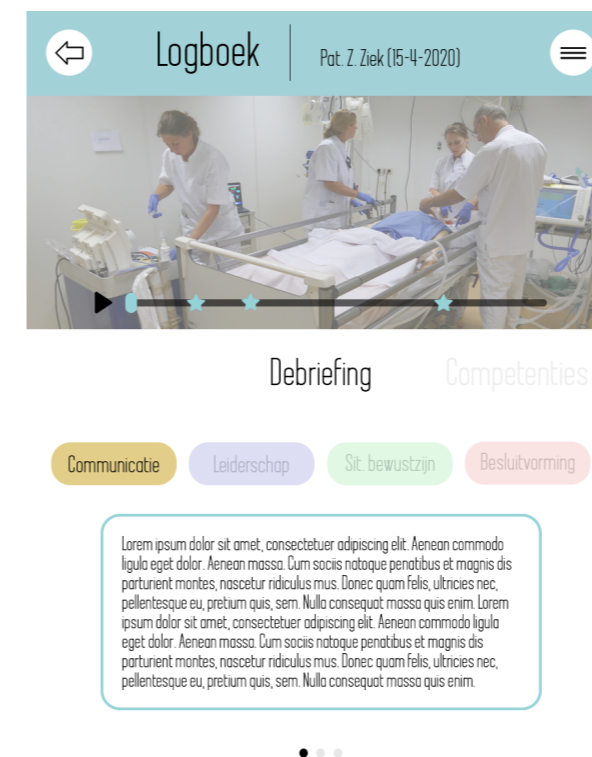 Logboek
Pat. Z. Ziek (15-4-2020)
Debriefing
Competenties
Communicatie
Leiderschap
Sit. bewustzijn
Besluitvorming
Lorem ipsum dolor sit amet, consectetuer adipiscing elit. Aenean commodo
ligula eget dolor. Aenean massa. Cum sociis natoque penatibus et magnis dis
parturient montes, nascetur ridiculus mus. Donec quam felis, ultricies nec,
pellentesque eu, pretium quis, sem. Nulla consequat massa quis enim. Lorem
ipsum dolor sit amet, consectetuer adipiscing elit. Aenean commodo ligula
eget dolor. Aenean massa. Cum sociis natoque penatibus et magnis dis
parturient montes, nascetur ridiculus mus. Donec quam felis, ultricies nec,
pellentesque eu, pretium quis, sem. Nulla consequat massa quis enim.